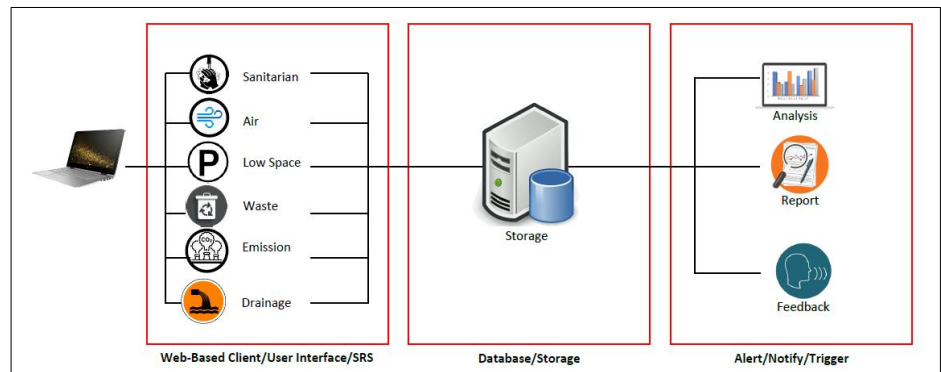 Sanitarian
Air
P
Low Space
Waste
CO₂
Emission
Drainage
Web-Based Client/User Interface/SRS
Storage
Database/Storage
Analysis
Report
Feedback
Alert/Notify/Trigger